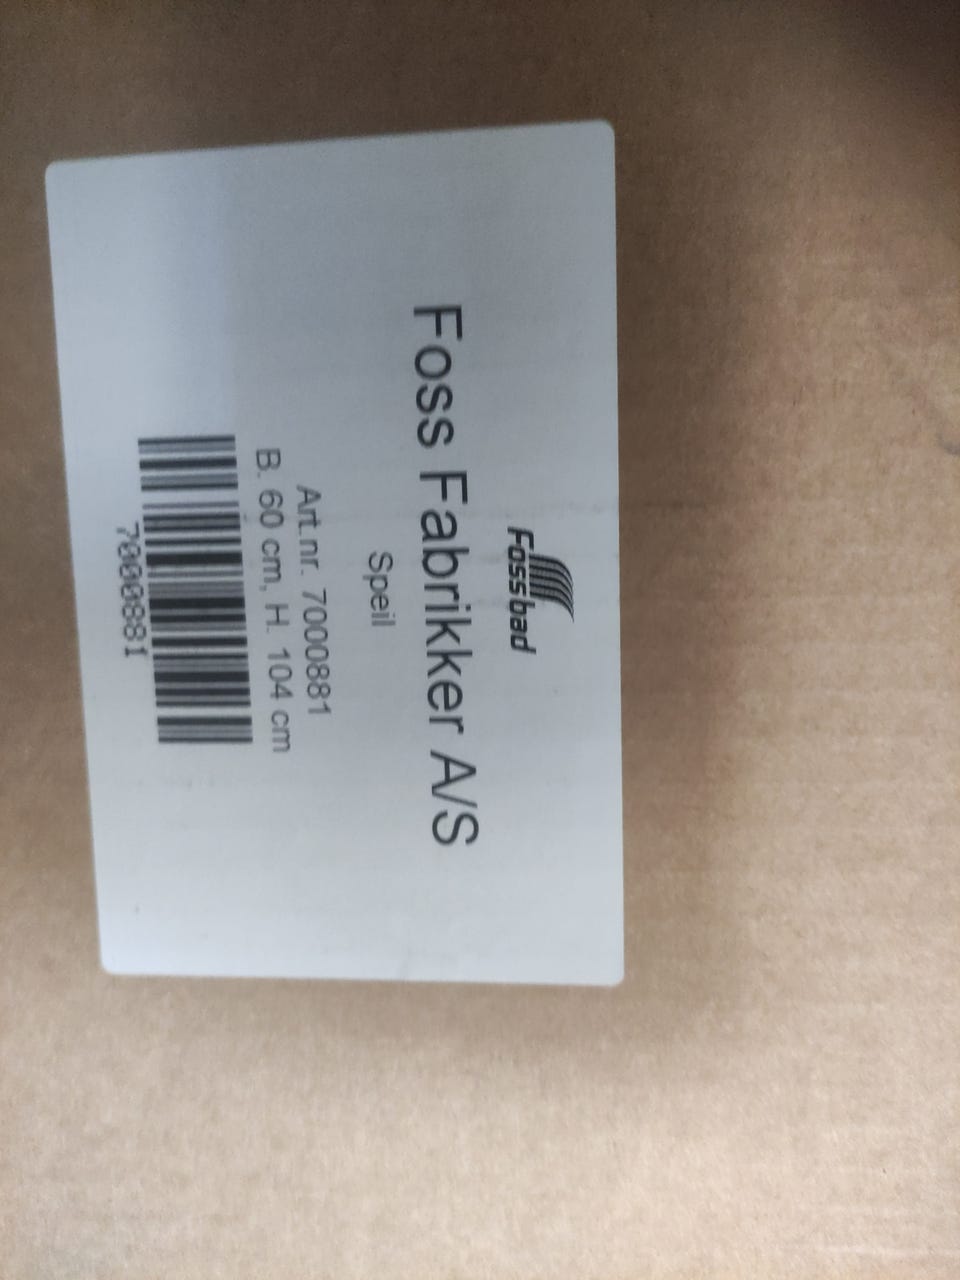 Fossbad
Foss Fabrikker A/S
Speil
Art.nr. 7000881
B. 60 cm, H. 104 cm
7000881